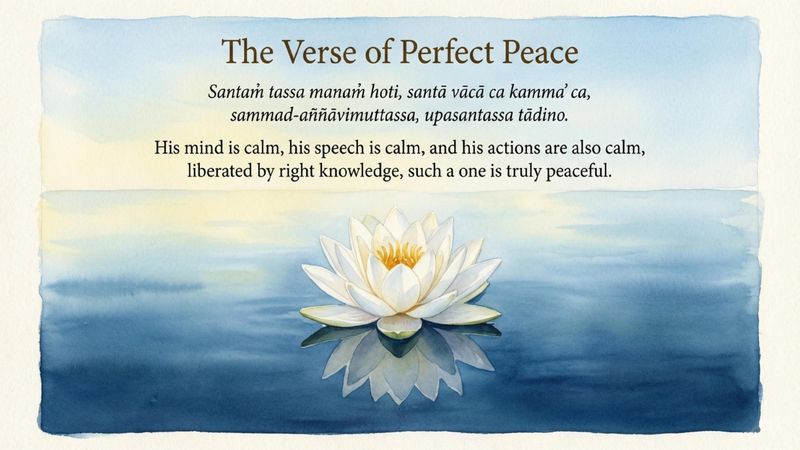 The Verse of Perfect Peace
Santaṁ tassa manaṁ hoti, santā vācā ca kamma’ ca,
sammad-aññāvimuttassa, upasantassa tādino.
His mind is calm, his speech is calm, and his actions are also calm,
liberated by right knowledge, such a one is truly peaceful.